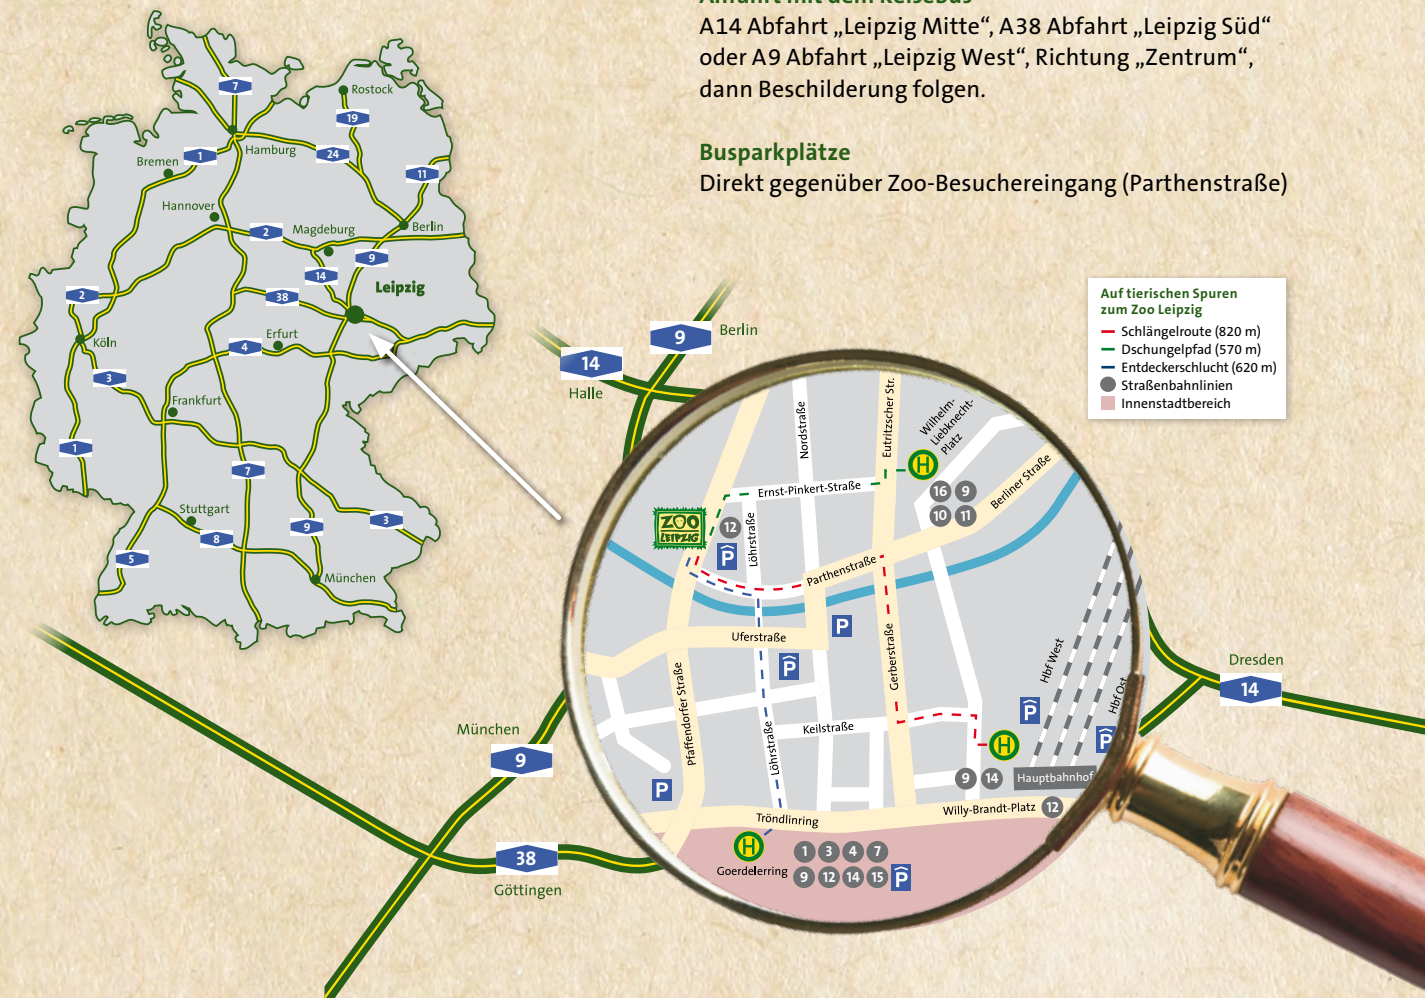 Anfahrt mit dem Reisebus
A14 Abfahrt „Leipzig Mitte“, A38 Abfahrt „Leipzig Süd“
oder A9 Abfahrt „Leipzig West“, Richtung „Zentrum“,
dann Beschilderung folgen.
Busparkplätze
Direkt gegenüber Zoo-Besuchereingang (Parthenstraße)
7
Rostock
19
Hamburg
1
24
Bremen
11
Hannover
2
Magdeburg
Berlin
9
14
Leipzig
2
38
Köln
4
Erfurt
3
Frankfurt
1
7
Stuttgart
8
9
3
5
München
Auf tierischen Spuren
zum Zoo Leipzig
Schlängelroute (820 m)
Dschungelpfad (570 m)
Entdeckerschlucht (620 m)
Straßenbahnlinien
Innenstadtbereich
9
Berlin
14
Halle
Nordstraße
Eutritzscher Str.
Wilhelm-
Liebknecht-
Platz
H
Ernst-Pinkert-Straße
16 9
10 11
Berliner Straße
ZOO
LEIPZIG
12
P
Löhrstraße
Parthenstraße
P
Uferstraße
P
Gerberstraße
Hbf West
Hbf Ost
Pfaffendorfer Straße
P
P
Keilstraße
Löhrstraße
H
9 14
Hauptbahnhof
P
Willy-Brandt-Platz
12
Tröndlinring
H
Goerdelerring
1 3 4 7
9 12 14 15
P
Dresden
14
München
9
38
Göttingen